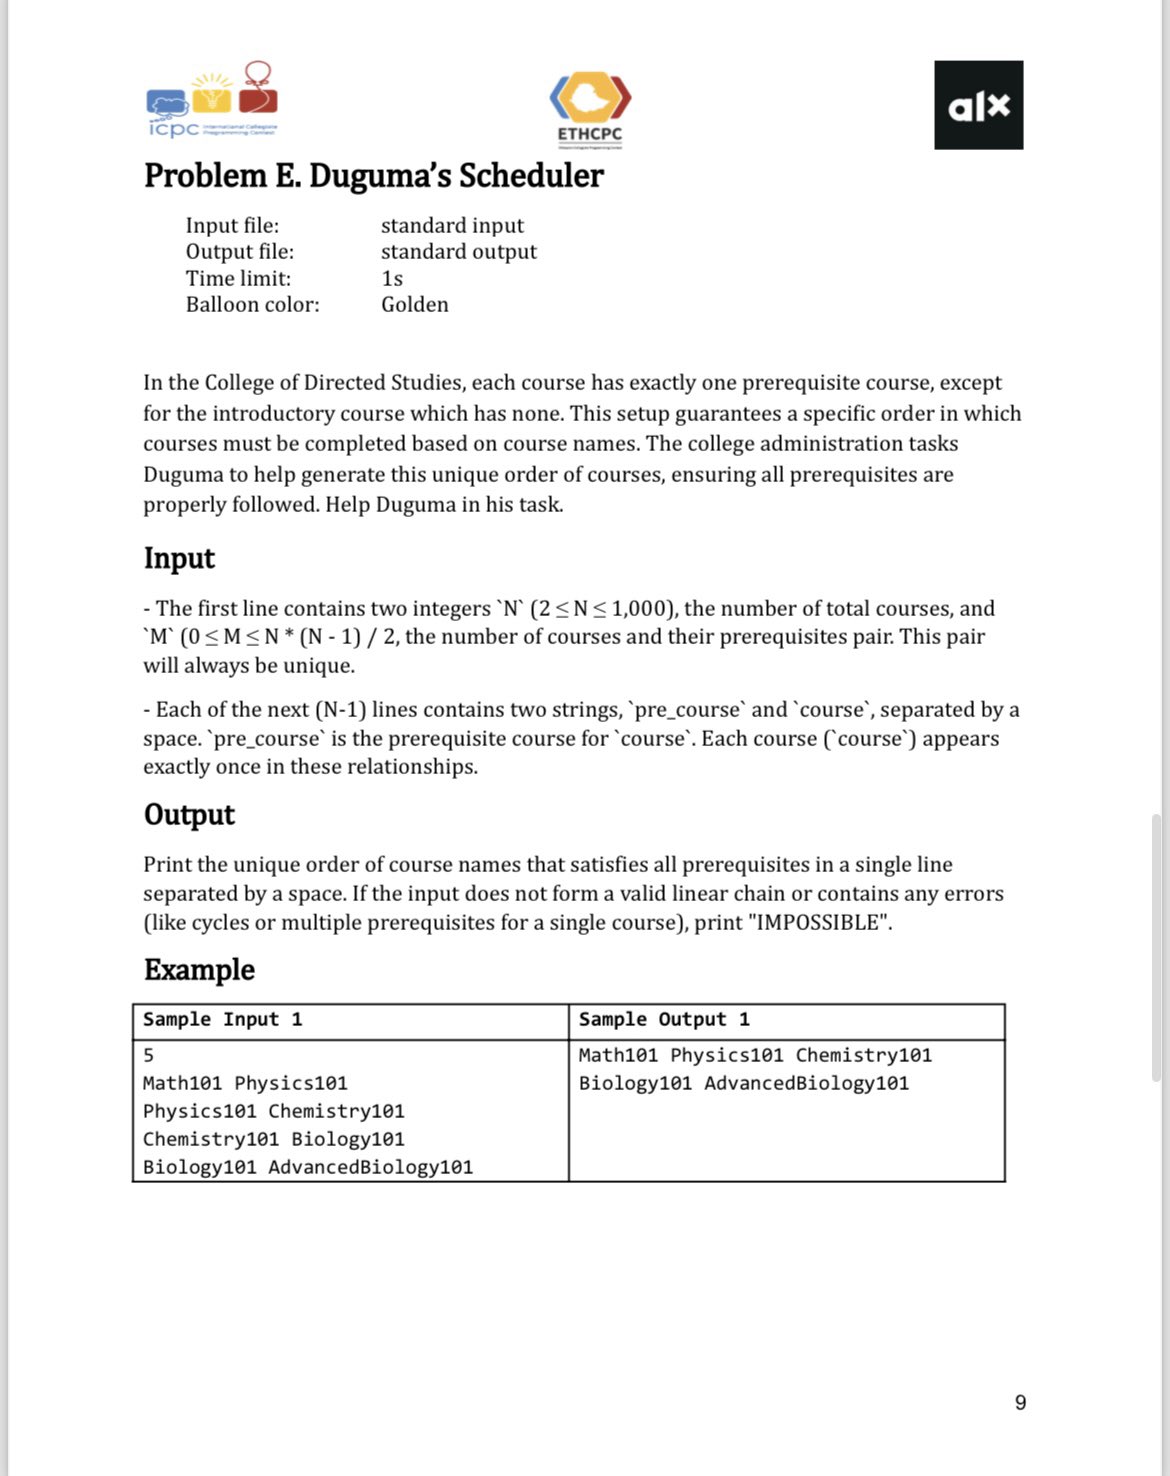 icpc International Collegiate
Programming Contest
ETHCPC
alx
Problem E. Duguma’s Scheduler
Input file: standard input
Output file: standard output
Time limit: 1s
Balloon color: Golden
In the College of Directed Studies, each course has exactly one prerequisite course, except
for the introductory course which has none. This setup guarantees a specific order in which
courses must be completed based on course names. The college administration tasks
Duguma to help generate this unique order of courses, ensuring all prerequisites are
properly followed. Help Duguma in his task.
Input
- The first line contains two integers `N` (2 ≤ N ≤ 1,000), the number of total courses, and
`M` (0 ≤ M ≤ N * (N - 1) / 2, the number of courses and their prerequisites pair. This pair
will always be unique.
- Each of the next (N-1) lines contains two strings, `pre_course` and `course`, separated by a
space. `pre_course` is the prerequisite course for `course`. Each course (`course`) appears
exactly once in these relationships.
Output
Print the unique order of course names that satisfies all prerequisites in a single line
separated by a space. If the input does not form a valid linear chain or contains any errors
(like cycles or multiple prerequisites for a single course), print "IMPOSSIBLE".
Example
Sample Input 1 Sample Output 1
5 Math101 Physics101 Chemistry101
Math101 Physics101 Biology101 AdvancedBiology101
Physics101 Chemistry101
Chemistry101 Biology101
Biology101 AdvancedBiology101
9